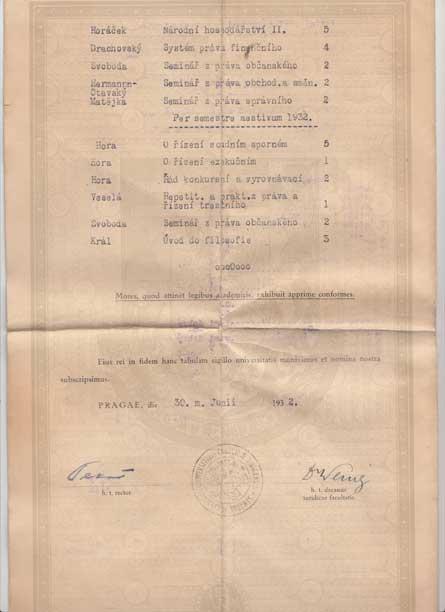 Horáček Národní hospodářství II. 5
Drachovský Systém práva finančního 4
Svoboda Seminář z práva občanského 2
Hermann-Otavský Seminář z práva obchod.a směn. 2
Matějka Seminář z práva správního 2
Per semestre aestivum 1932.
Hora O řízení soudním sporném 5
Hora O řízení exekučním 1
Hora Řád konkursní a vyrovnávací 2
Veselá Repetit. a prakt.z práva a
řízení trestního 1
Svoboda Seminář z práva občanského 2
Král Úvod do filosofie 3
oooOooo
Mores, quod attinet legibus academicis, exhibuit apprime conformes.
Eius rei in fidem hanc tabulam sigillo universitatis munivimus et nomina nostra
subscripsimus.
PRAGAE, die 30. m. Junii 1932.
h. t. rector
h. t. decanus
iuridicae facultatis.